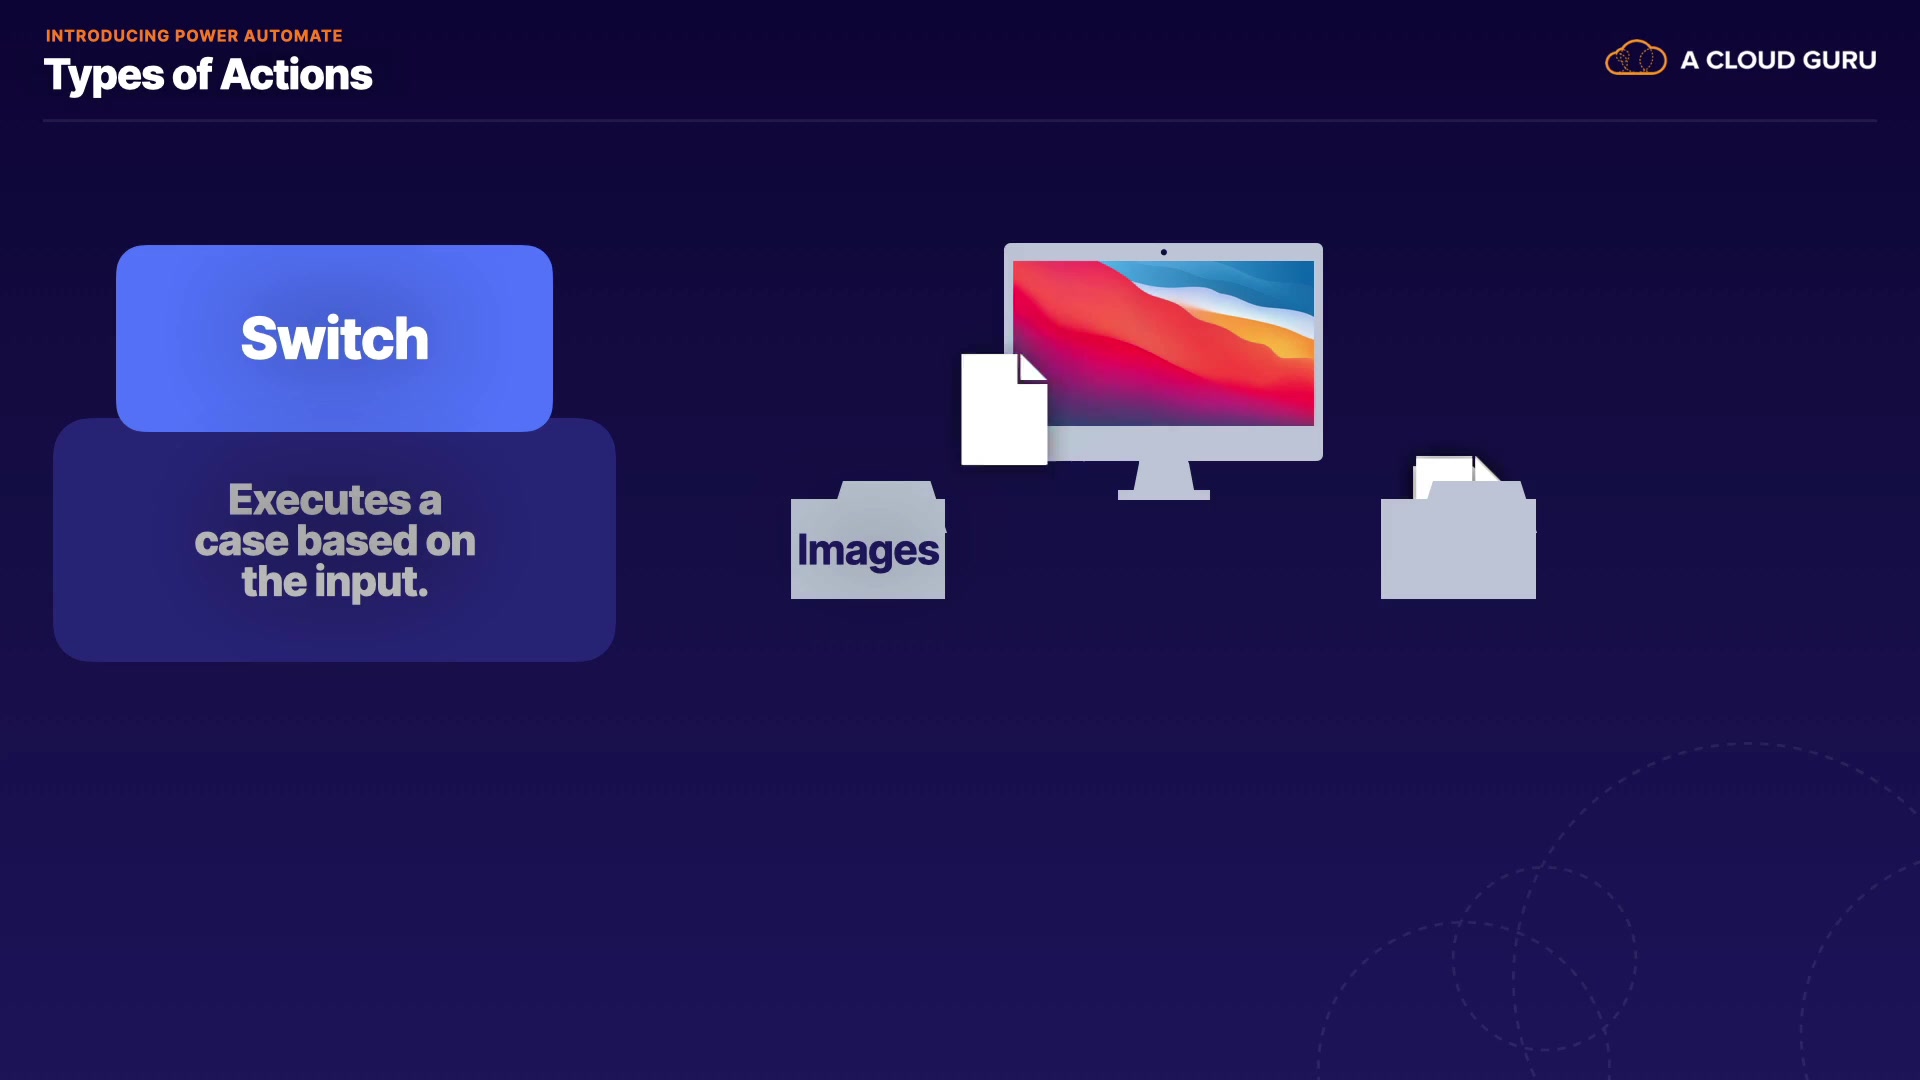 INTRODUCING POWER AUTOMATE
Types of Actions
A CLOUD GURU
Switch
Executes a
case based on
the input.
Images